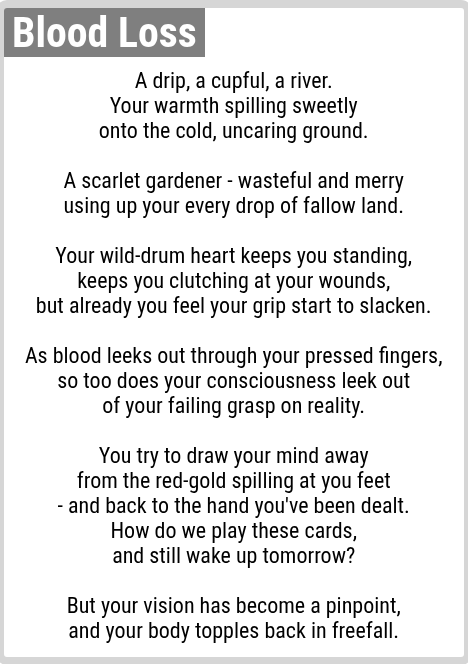 Blood Loss
A drip, a cupful, a river.
Your warmth spilling sweetly
onto the cold, uncaring ground.
A scarlet gardener - wasteful and merry
using up your every drop of fallow land.
Your wild-drum heart keeps you standing,
keeps you clutching at your wounds,
but already you feel your grip start to slacken.
As blood leeks out through your pressed fingers,
so too does your consciousness leek out
of your failing grasp on reality.
You try to draw your mind away
from the red-gold spilling at you feet
- and back to the hand you've been dealt.
How do we play these cards,
and still wake up tomorrow?
But your vision has become a pinpoint,
and your body topples back in freefall.